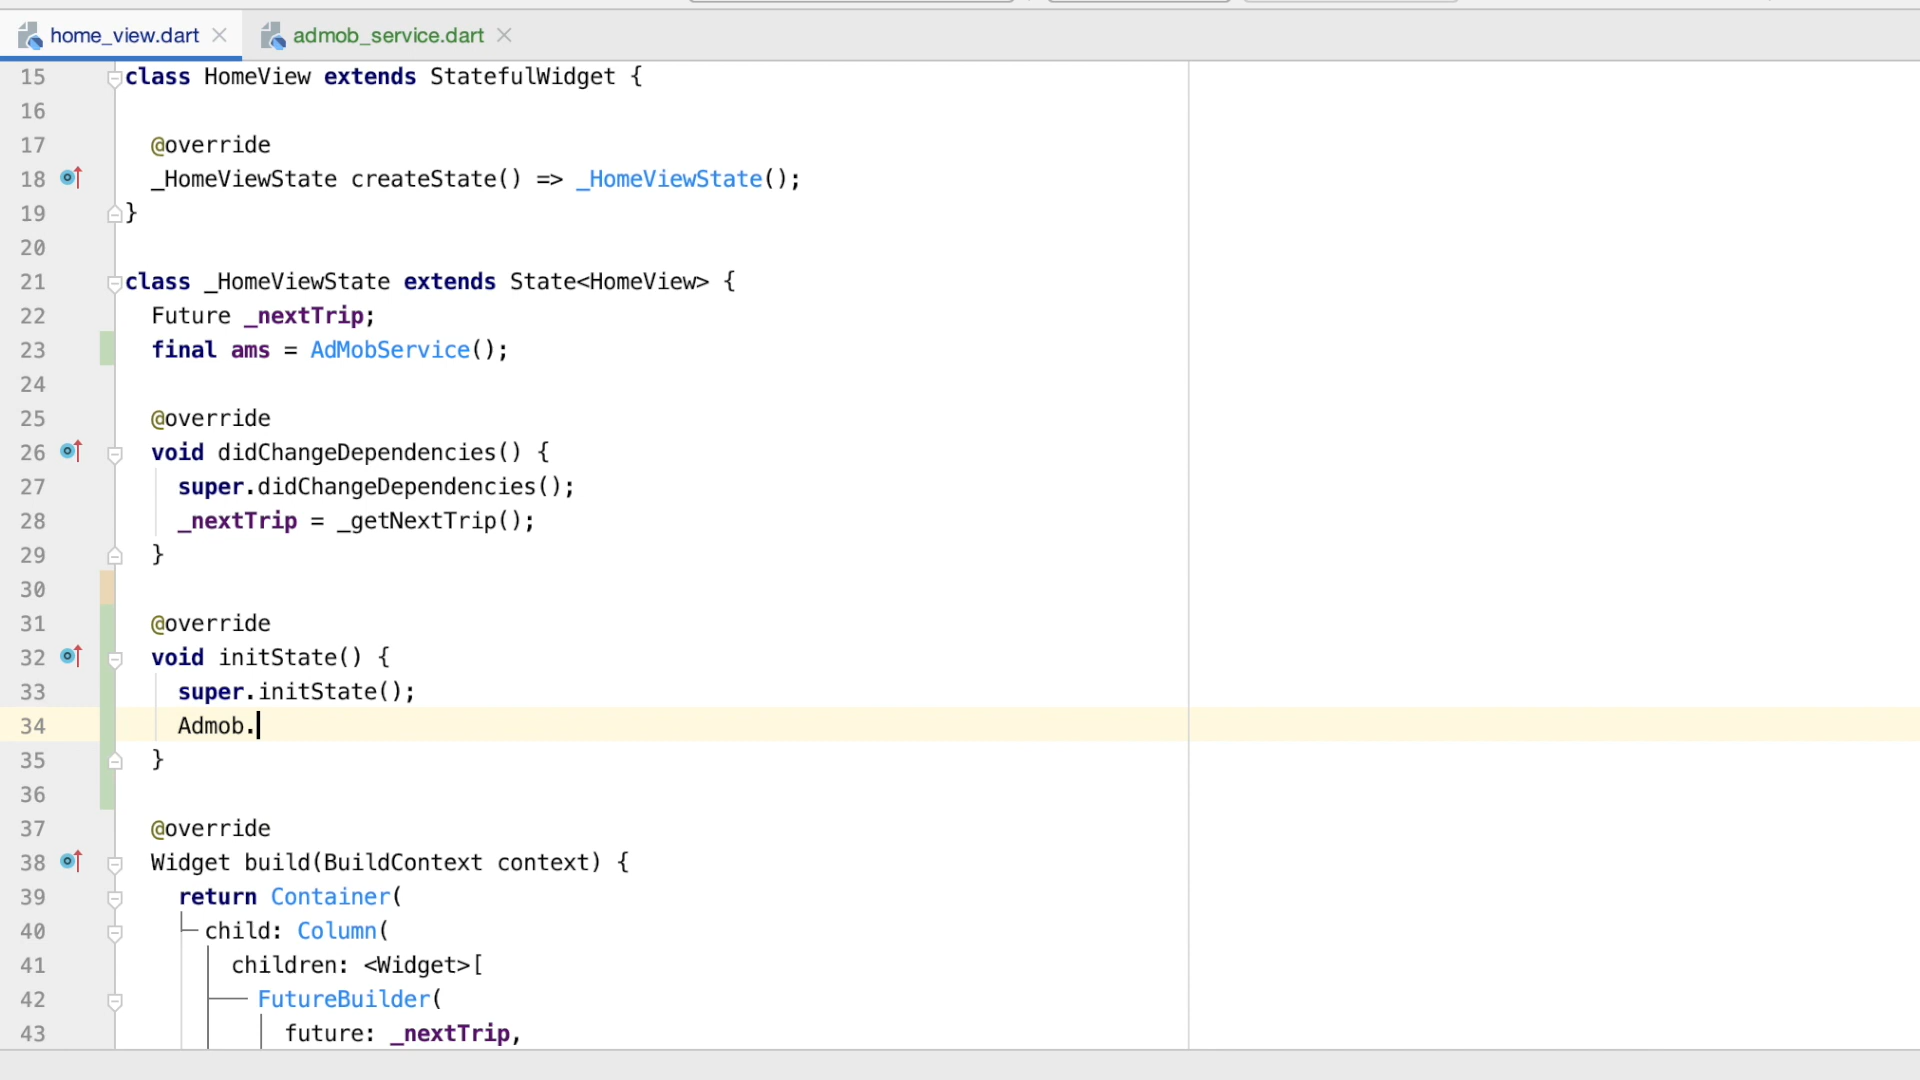 home_view.dart admob_service.dart
15 class HomeView extends StatefulWidget {
16
17 @override
18 _HomeViewState createState() => _HomeViewState();
19 }
20
21 class _HomeViewState extends State<HomeView> {
22 Future _nextTrip;
23 final ams = AdMobService();
24
25 @override
26 void didChangeDependencies() {
27 super.didChangeDependencies();
28 _nextTrip = _getNextTrip();
29 }
30
31 @override
32 void initState() {
33 super.initState();
34 Admob.
35 }
36
37 @override
38 Widget build(BuildContext context) {
39 return Container(
40 child: Column(
41 children: <Widget>[
42 FutureBuilder(
43 future: _nextTrip,